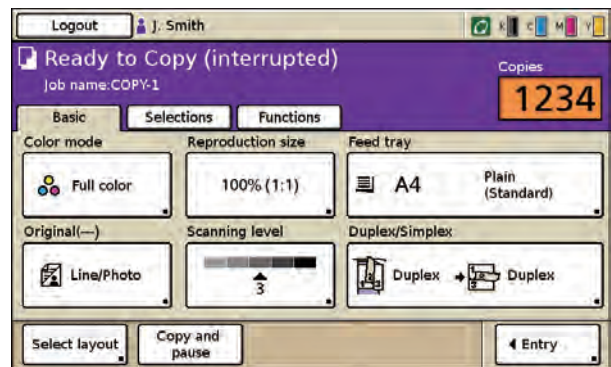 Logout J. Smith K C M Y
Ready to Copy (interrupted)
Job name:COPY-1
Copies
1234
Basic Selections Functions
Color mode Reproduction size Feed tray
Full color 100% (1:1) A4 Plain
(Standard)
Original(—) Scanning level Duplex/Simplex
Line/Photo 3 Duplex Duplex
Select layout Copy and
pause Entry